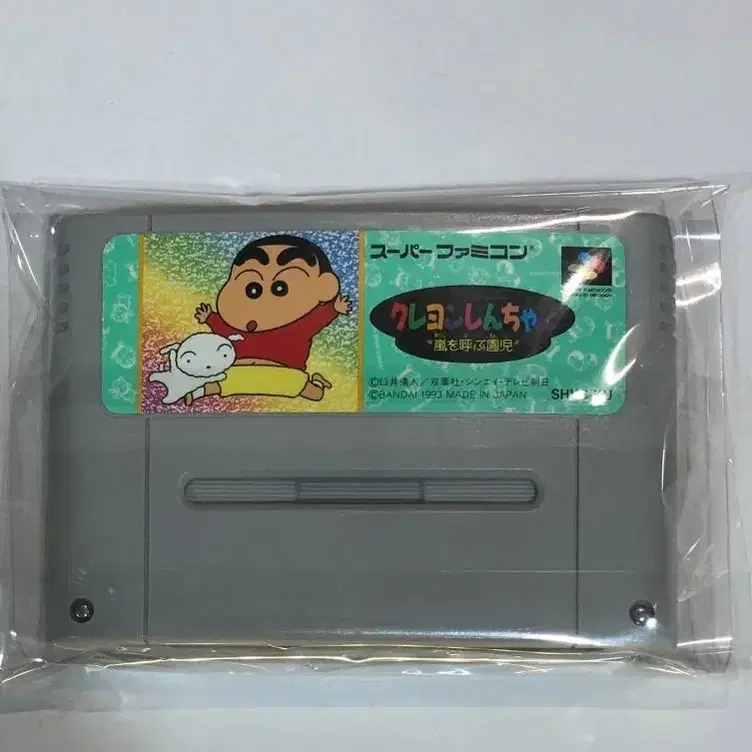 スーパーファミコン
クレヨンしんちゃ
"嵐を呼ぶ園児"
©臼井儀人/双葉社・シンエイ・テレビ朝日
©BANDAI 1993 MADE IN JAPAN